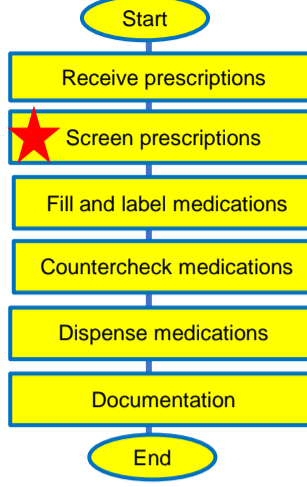 Start
Receive prescriptions
Screen prescriptions
Fill and label medications
Countercheck medications
Dispense medications
Documentation
End